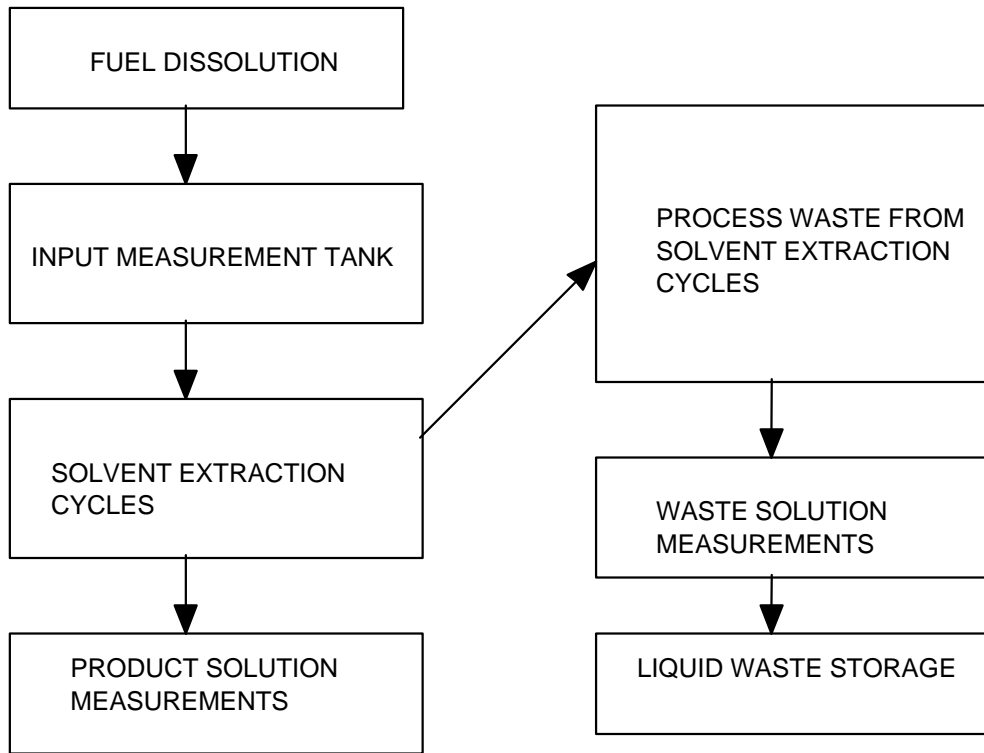 FUEL DISSOLUTION
INPUT MEASUREMENT TANK
SOLVENT EXTRACTION
CYCLES
PRODUCT SOLUTION
MEASUREMENTS
PROCESS WASTE FROM
SOLVENT EXTRACTION
CYCLES
WASTE SOLUTION
MEASUREMENTS
LIQUID WASTE STORAGE